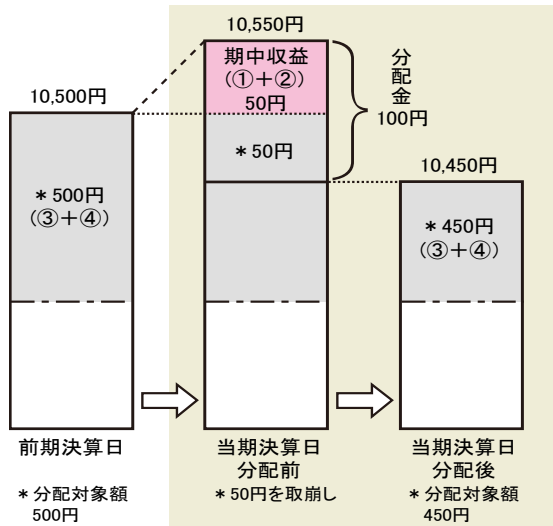 10,500円
*500円
(③+④)
前期決算日
*分配対象額
500円
10,550円
期中収益
(①+②)
50円
*50円
分配金
100円
当期決算日
分配前
*50円を取崩し
10,450円
*450円
(③+④)
当期決算日
分配後
*分配対象額
450円